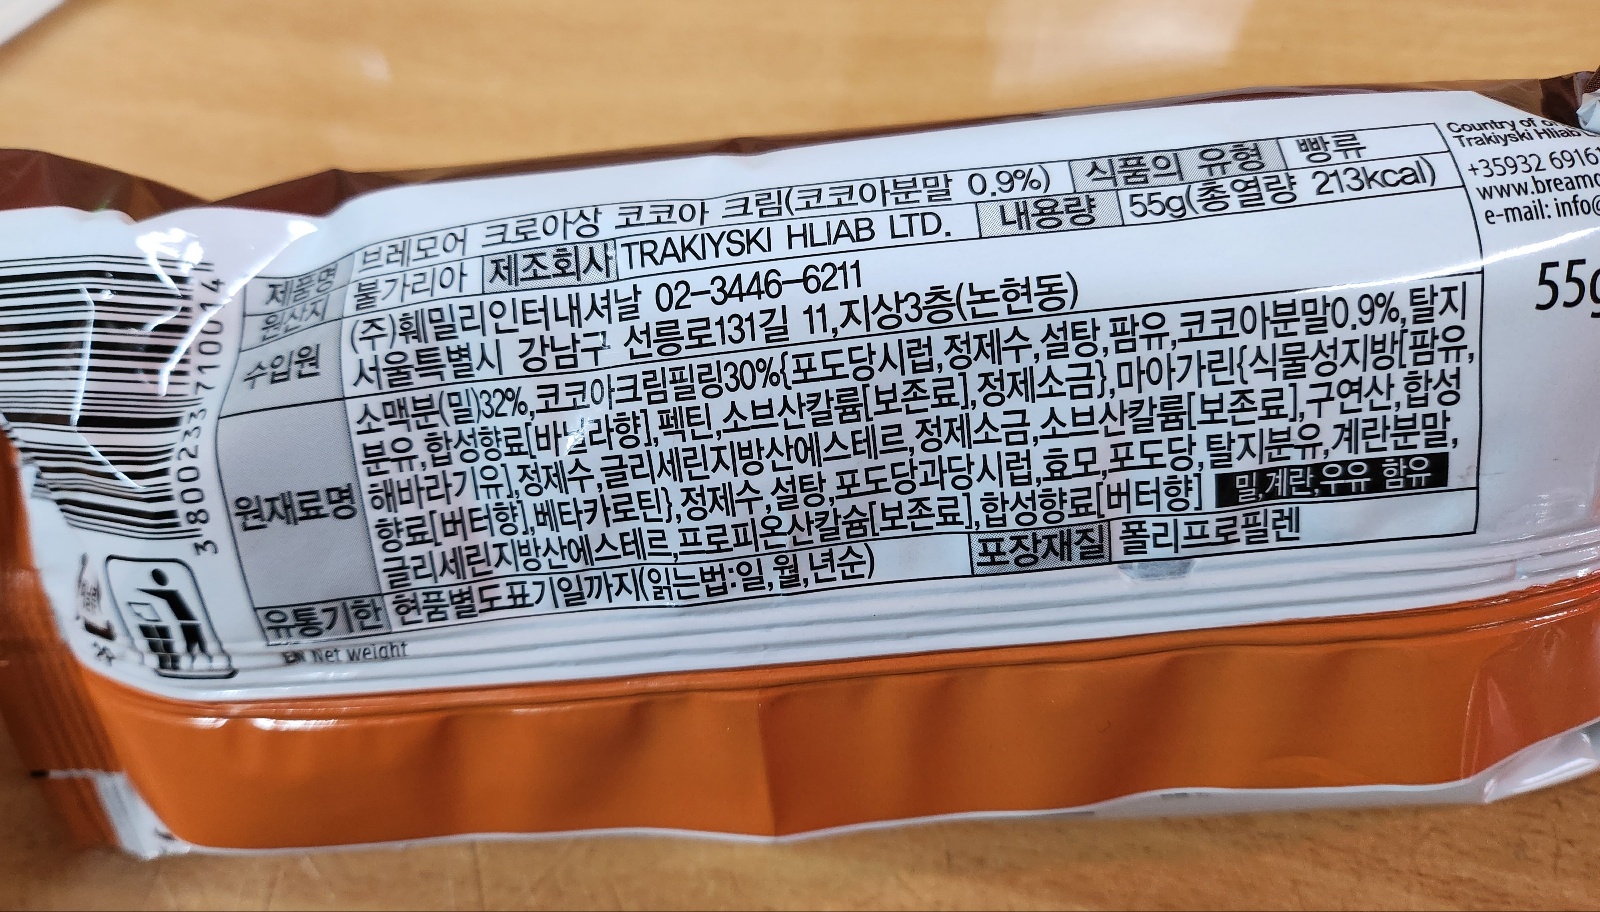 제품명 브레모어 크로아상 코코아 크림(코코아분말 0.9%) 식품의 유형 빵류
원산지 불가리아 제조회사 TRAKIYSKI HLIAB LTD. 내용량 55g(총열량 213kcal)
수입원 (주)훼밀리인터내셔날 02-3446-6211
서울특별시 강남구 선릉로131길 11,지상3층(논현동)
원재료명 소맥분(밀)32%,코코아크림필링30%{포도당시럽,정제수,설탕,팜유,코코아분말0.9%,탈지
분유,합성향료[바닐라향],펙틴,소브산칼륨[보존료],정제소금},마아가린{식물성지방[팜유,
해바라기유],정제수,글리세린지방산에스테르,정제소금,소브산칼륨[보존료],구연산,합성
향료[버터향],베타카로틴},정제수,설탕,포도당과당시럽,효모,포도당,탈지분유,계란분말,
글리세린지방산에스테르,프로피온산칼슘[보존료],합성향료[버터향] 밀,계란,우유 함유
유통기한 현품별도표기일까지(읽는법:일,월,년순) 포장재질 폴리프로필렌
EN Net weight
3800233710014
Country of
Trakiyski Hliab
+35932 6916
www.breamo
e-mail: info@
55g